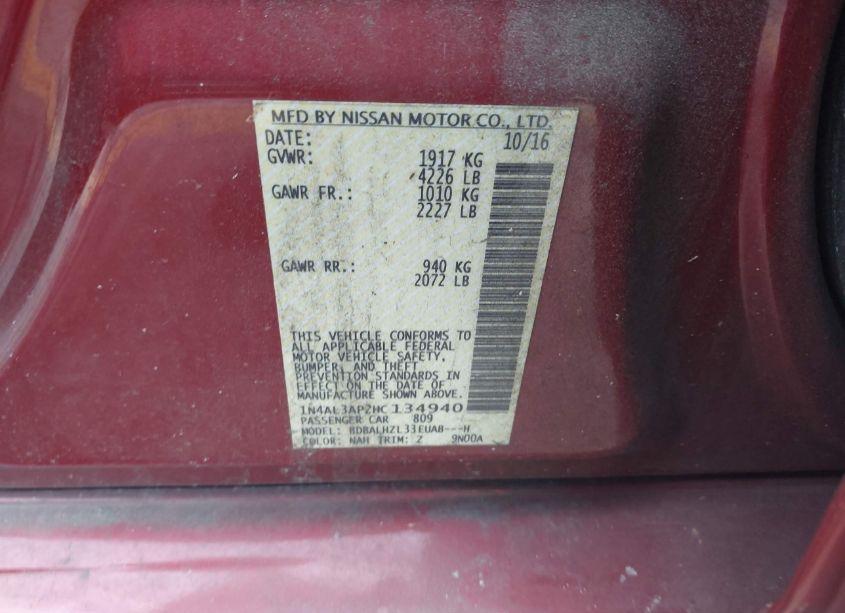 MFD BY NISSAN MOTOR CO., LTD.
DATE: 10/16
GVWR: 1917 KG
4226 LB
GAWR FR.: 1010 KG
2227 LB
GAWR RR.: 940 KG
2072 LB
THIS VEHICLE CONFORMS TO
ALL APPLICABLE FEDERAL
MOTOR VEHICLE SAFETY,
BUMPER, AND THEFT
PREVENTION STANDARDS IN
EFFECT ON THE DATE OF
MANUFACTURE SHOWN ABOVE.
1N4AL3AP2HC134940
PASSENGER CAR 809
MODEL: BDBALHZL33EUAB---H
COLOR: NAH TRIM: Z 9N00A